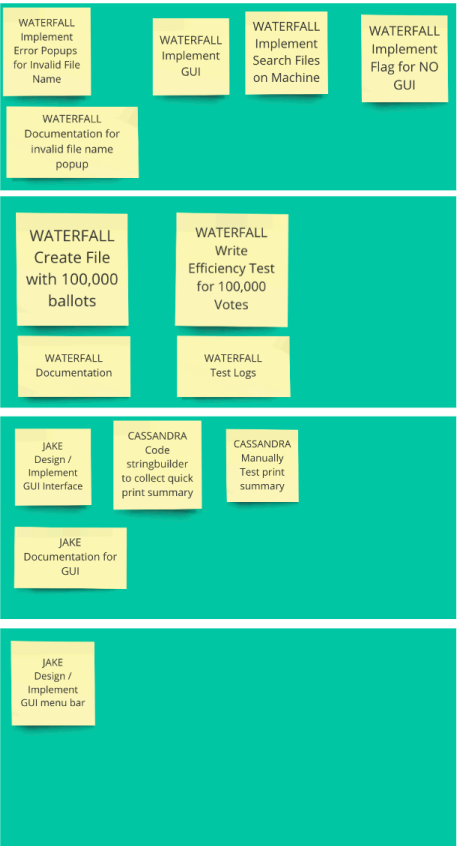 WATERFALL
Implement
Error Popups
for Invalid File
Name
WATERFALL
Implement
GUI
WATERFALL
Implement
Search Files
on Machine
WATERFALL
Implement
Flag for NO
GUI
WATERFALL
Documentation for
invalid file name
popup
WATERFALL
Create File
with 100,000
ballots
WATERFALL
Write
Efficiency Test
for 100,000
Votes
WATERFALL
Documentation
WATERFALL
Test Logs
JAKE
Design /
Implement
GUI Interface
CASSANDRA
Code
stringbuilder
to collect quick
print summary
CASSANDRA
Manually
Test print
summary
JAKE
Documentation for
GUI
JAKE
Design /
Implement
GUI menu bar